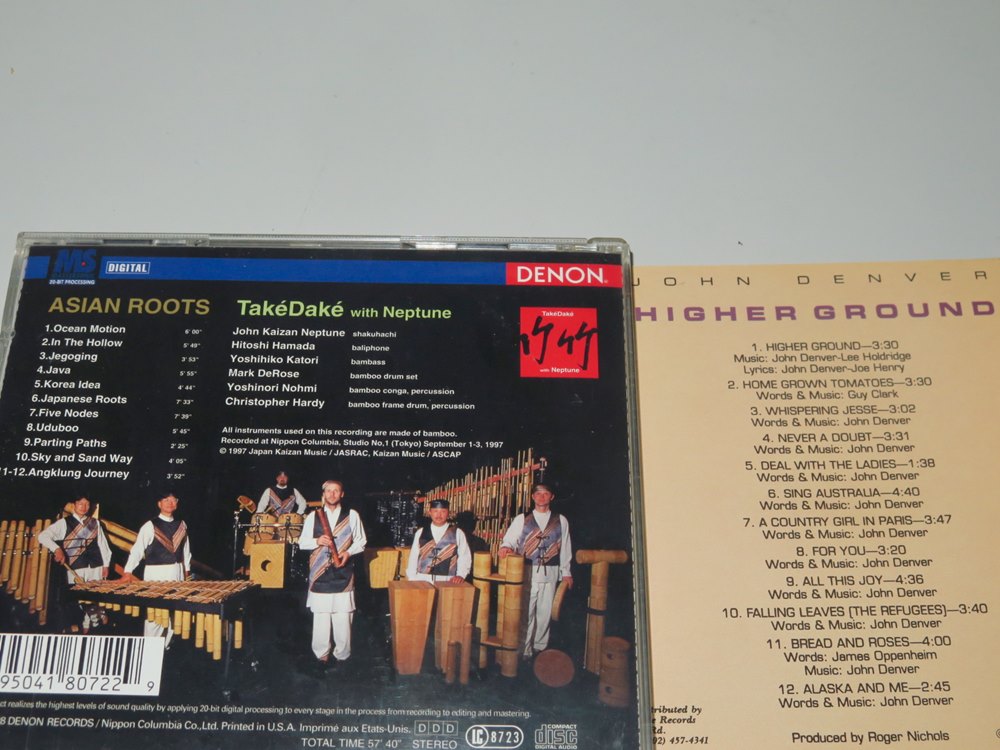 MS
20-BIT PROCESSING
DIGITAL
DENON
ASIAN ROOTS
TakéDaké with Neptune
1.Ocean Motion 6' 00"
2.In The Hollow 5' 49"
3.Jegoging 3' 53"
4.Java 5' 55"
5.Korea Idea 4' 44"
6.Japanese Roots 7' 33"
7.Five Nodes 7' 39"
8.Uduboo 5' 45"
9.Parting Paths 2' 25"
10.Sky and Sand Way 4' 05"
11-12.Angklung Journey 3' 52"
John Kaizan Neptune shakuhachi
Hitoshi Hamada baliphone
Yoshihiko Katori bambass
Mark DeRose bamboo drum set
Yoshinori Nohmi bamboo conga, percussion
Christopher Hardy bamboo frame drum, percussion
TakéDaké
ケケ
with Neptune
All instruments used on this recording are made of bamboo.
Recorded at Nippon Columbia, Studio No,1 (Tokyo) September 1-3, 1997
© 1997 Japan Kaizan Music / JASRAC, Kaizan Music / ASCAP
95041 80722 9
ct realizes the highest levels of sound quality by applying 20-bit digital processing to every stage in the process from recording to editing and mastering.
8 DENON RECORDS / Nippon Columbia Co.,Ltd. Printed in U.S.A. Imprimé aux Etats-Unis.
DDD
TOTAL TIME 57' 40" STEREO
LC 8723
COMPACT
disc
DIGITAL AUDIO
JOHN DENVER
HIGHER GROUND
1. HIGHER GROUND—3:30
Music: John Denver-Lee Holdridge
Lyrics: John Denver-Joe Henry
2. HOME GROWN TOMATOES—3:30
Words & Music: Guy Clark
3. WHISPERING JESSE—3:02
Words & Music: John Denver
4. NEVER A DOUBT—3:31
Words & Music: John Denver
5. DEAL WITH THE LADIES—1:38
Words & Music: John Denver
6. SING AUSTRALIA—4:40
Words & Music: John Denver
7. A COUNTRY GIRL IN PARIS—3:47
Words & Music: John Denver
8. FOR YOU—3:20
Words & Music: John Denver
9. ALL THIS JOY—4:36
Words & Music: John Denver
10. FALLING LEAVES (THE REFUGEES)—3:40
Words & Music: John Denver
11. BREAD AND ROSES—4:00
Words: James Oppenheim
Music: John Denver
12. ALASKA AND ME—2:45
Words & Music: John Denver
tributed by
e Records
Rd.
02) 457-4341
Produced by Roger Nichols